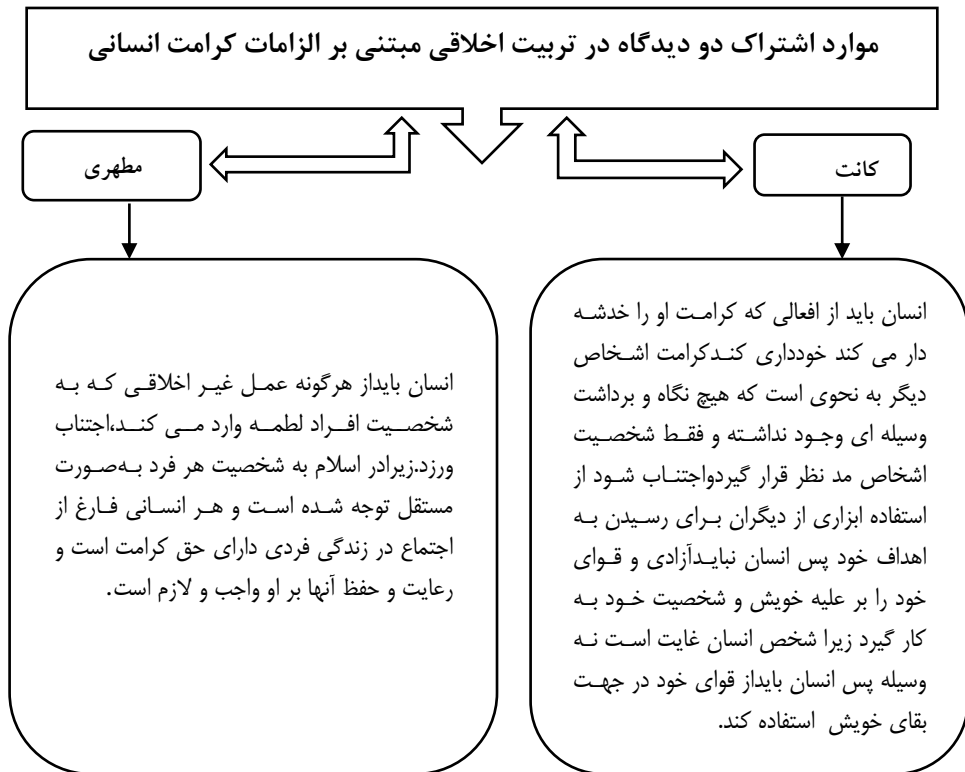 موارد اشتراک دو دیدگاه در تربیت اخلاقی مبتنی بر الزامات کرامت انسانی
کانت
مطهری
انسان باید از افعالی که کرامت او را خدشه
دار می کند خودداری کندکرامت اشخاص
دیگر به نحوی است که هیچ نگاه و برداشت
وسیله ای وجود نداشته و فقط شخصیت
اشخاص مد نظر قرار گیردواجتناب شود از
استفاده ابزاری از دیگران برای رسیدن به
اهداف خود پس انسان نبایدآزادی و قوای
خود را بر علیه خویش و شخصیت خود به
کار گیرد زیرا شخص انسان غایت است نه
وسیله پس انسان بایداز قوای خود در جهت
بقای خویش استفاده کند.
انسان بایداز هرگونه عمل غیر اخلاقی که به
شخصیت افراد لطمه وارد می کند،اجتناب
ورزد.زیرادر اسلام به شخصیت هر فرد به‌صورت
مستقل توجه شده است و هر انسانی فارغ از
اجتماع در زندگی فردی دارای حق کرامت است و
رعایت و حفظ آنها بر او واجب و لازم است.